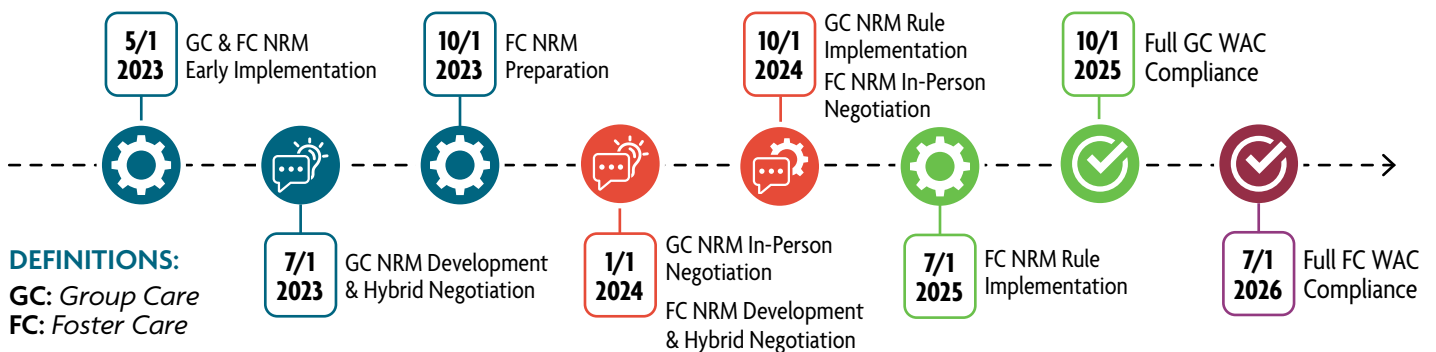 5/1
2023
GC & FC NRM
Early Implementation
10/1
2023
FC NRM
Preparation
10/1
2024
GC NRM Rule
Implementation
FC NRM In-Person
Negotiation
10/1
2025
Full GC WAC
Compliance
DEFINITIONS:
GC: Group Care
FC: Foster Care
7/1
2023
GC NRM Development
& Hybrid Negotiation
1/1
2024
GC NRM In-Person
Negotiation
FC NRM Development
& Hybrid Negotiation
7/1
2025
FC NRM Rule
Implementation
7/1
2026
Full FC WAC
Compliance